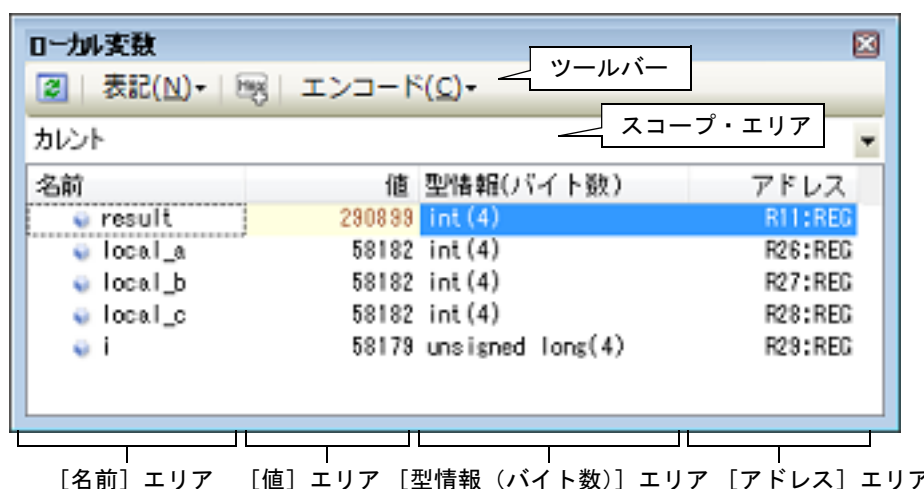 ローカル変数
表記(N)▾ Hex エンコード(C)▾
ツールバー
カレント
スコープ・エリア
名前 値 型情報(バイト数) アドレス
result 290899 int(4) R11:REG
local_a 58182 int(4) R26:REG
local_b 58182 int(4) R27:REG
local_c 58182 int(4) R28:REG
i 58179 unsigned long(4) R29:REG
［名前］エリア ［値］エリア ［型情報（バイト数）］エリア ［アドレス］エリア